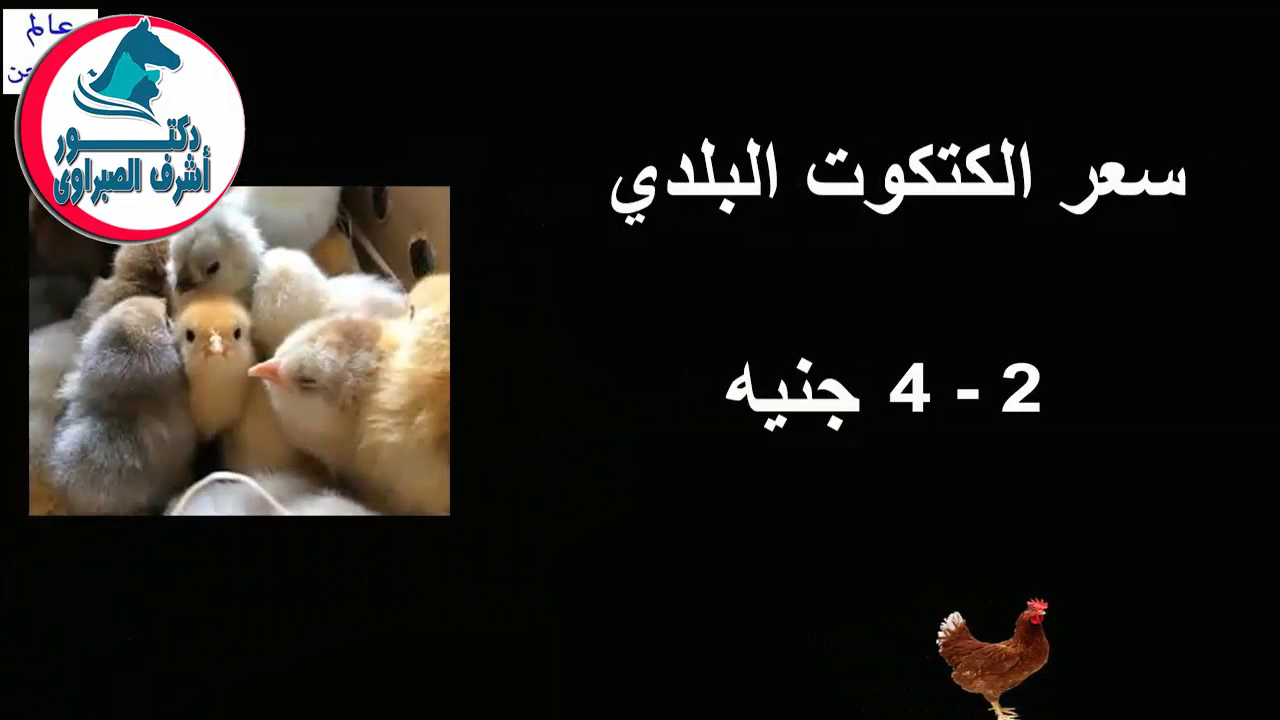 عالم
دكتور
أشرف الصبراوى
سعر الكتكوت البلدي
2 - 4 جنيه